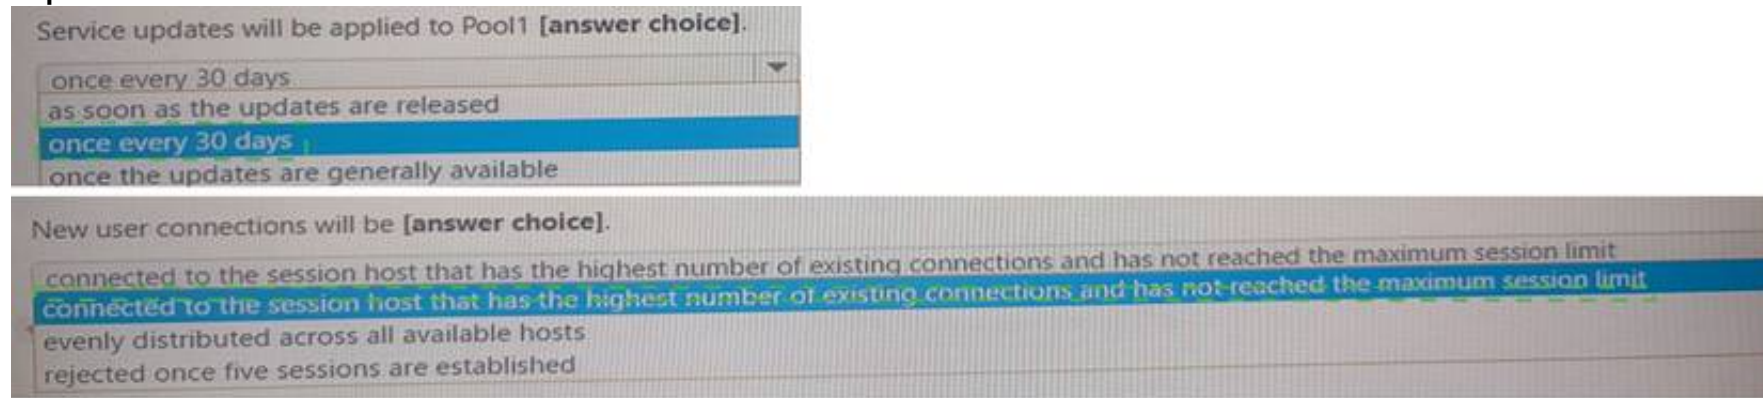 Service updates will be applied to Pool1 [answer choice].
once every 30 days
as soon as the updates are released
once every 30 days
once the updates are generally available
New user connections will be [answer choice].
connected to the session host that has the highest number of existing connections and has not reached the maximum session limit
connected to the session host that has the highest number of existing connections and has not reached the maximum session limit
evenly distributed across all available hosts
rejected once five sessions are established